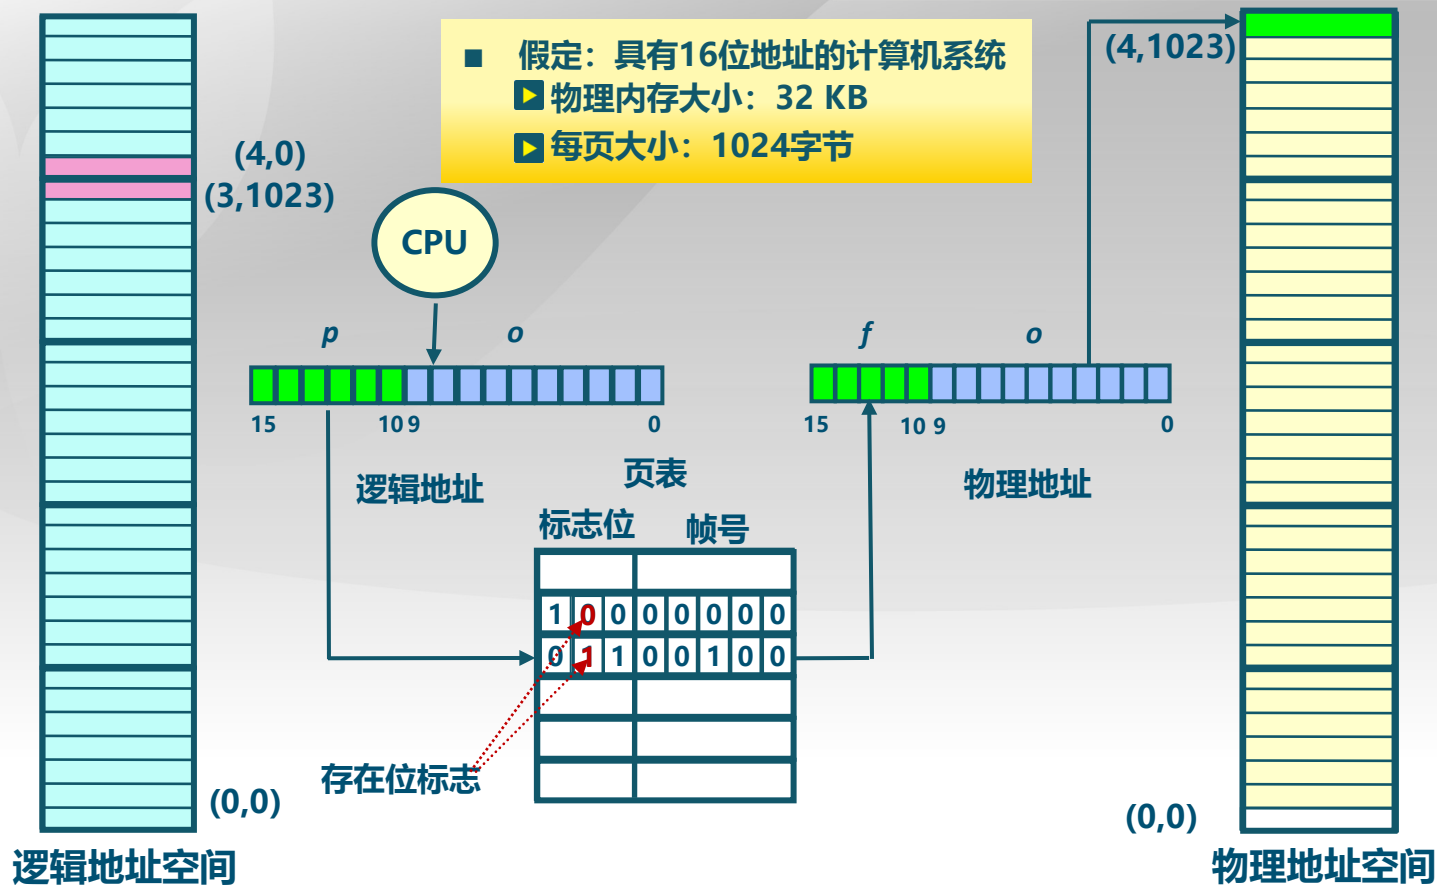 ■ 假定：具有16位地址的计算机系统
物理内存大小：32 KB
每页大小：1024字节
(4,0)
(3,1023)
(4,1023)
CPU
p o
f o
15 10 9 0
15 10 9 0
逻辑地址
页表
物理地址
标志位 帧号
1 0 0 0 0 0 0 0
0 1 1 0 0 1 0 0
存在位标志
(0,0)
(0,0)
逻辑地址空间
物理地址空间